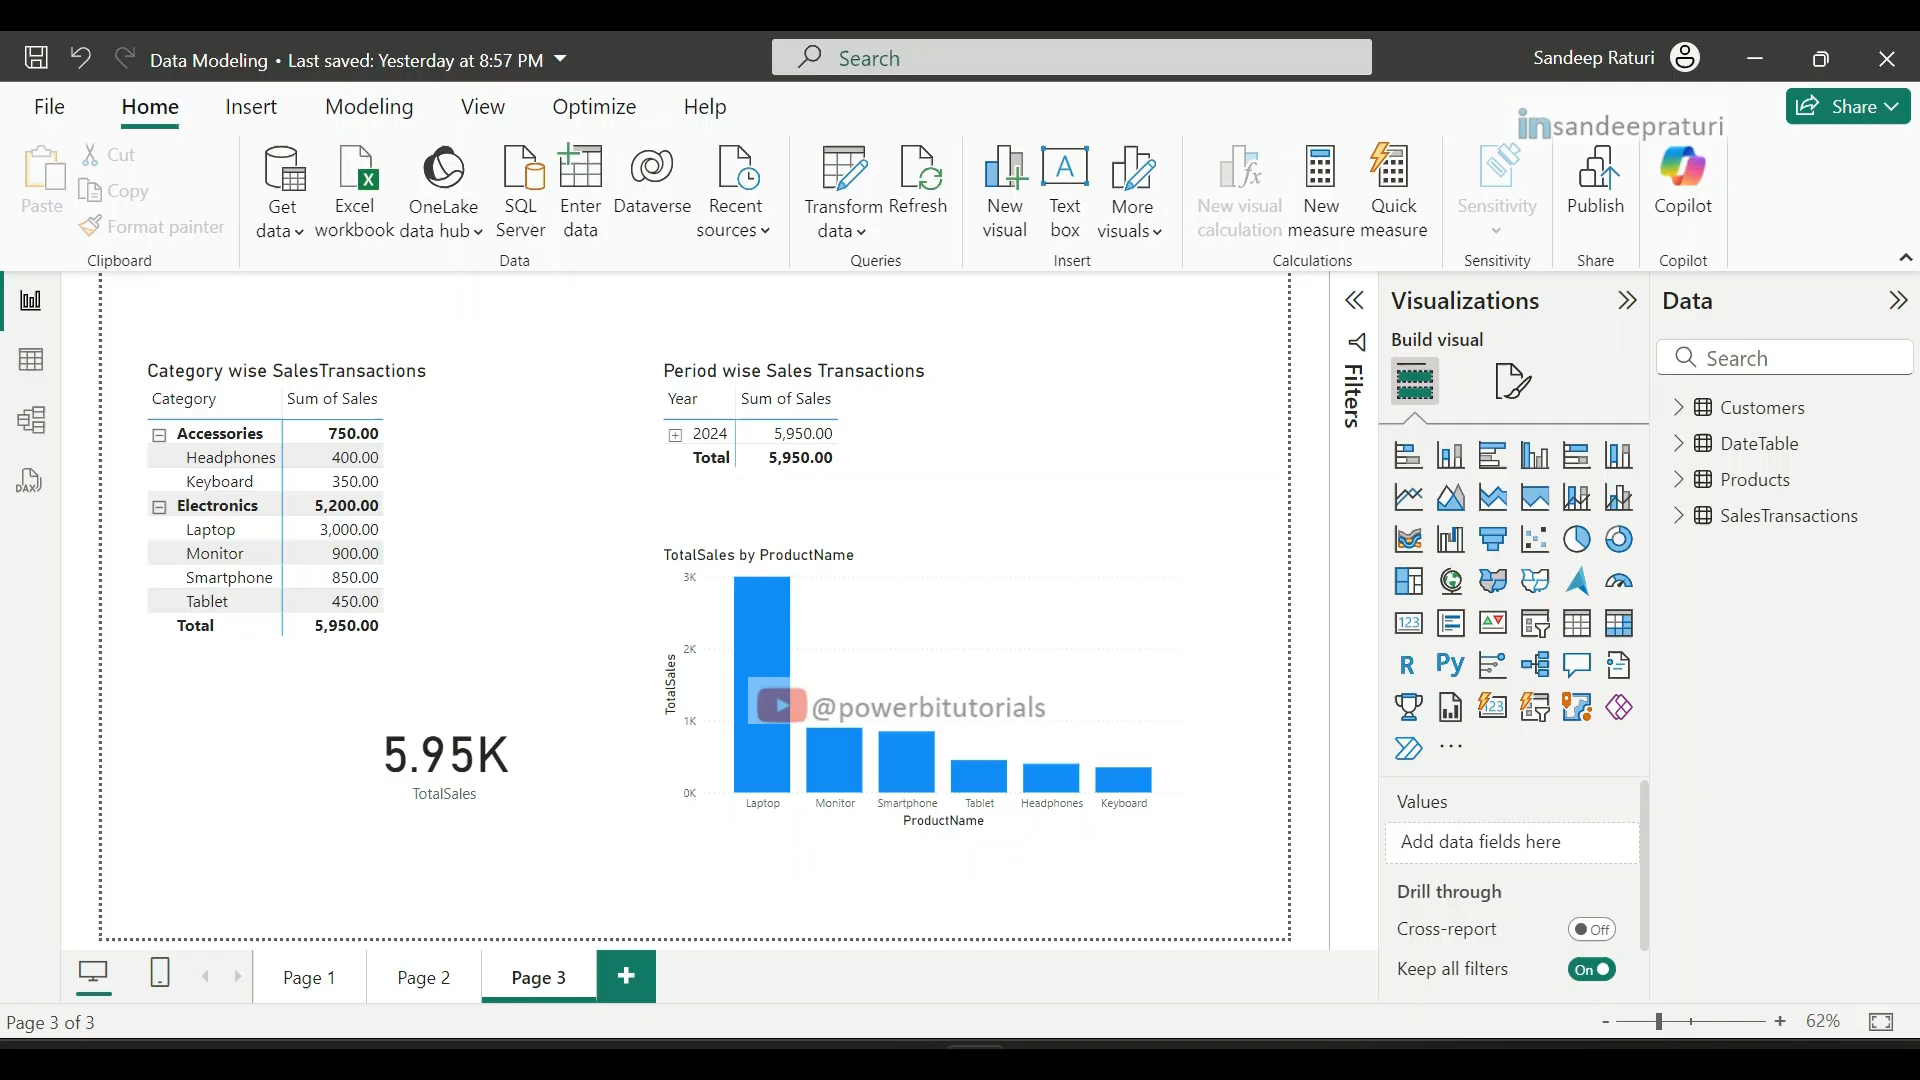 Data Modeling • Last saved: Yesterday at 8:57 PM
Search
Sandeep Raturi
File Home Insert Modeling View Optimize Help
Share
in sandeepraturi
Paste
Cut
Copy
Format painter
Clipboard
Get data
Excel workbook
OneLake data hub
SQL Server
Enter data
Dataverse
Recent sources
Data
Transform data
Refresh
Queries
New visual
Text box
More visuals
Insert
New visual calculation
New measure
Quick measure
Calculations
Sensitivity
Sensitivity
Publish
Share
Copilot
Copilot
DAX
Category wise SalesTransactions
Category Sum of Sales
Accessories 750.00
Headphones 400.00
Keyboard 350.00
Electronics 5,200.00
Laptop 3,000.00
Monitor 900.00
Smartphone 850.00
Tablet 450.00
Total 5,950.00
5.95K
TotalSales
Period wise Sales Transactions
Year Sum of Sales
2024 5,950.00
Total 5,950.00
TotalSales by ProductName
3K
2K
1K
0K
TotalSales
@powerbitutorials
Laptop Monitor Smartphone Tablet Headphones Keyboard
ProductName
Filters
Visualizations
Build visual
123
R Py
123
Values
Add data fields here
Drill through
Cross-report Off
Keep all filters On
Data
Search
Customers
DateTable
Products
SalesTransactions
Page 1 Page 2 Page 3 +
Page 3 of 3
- + 62%